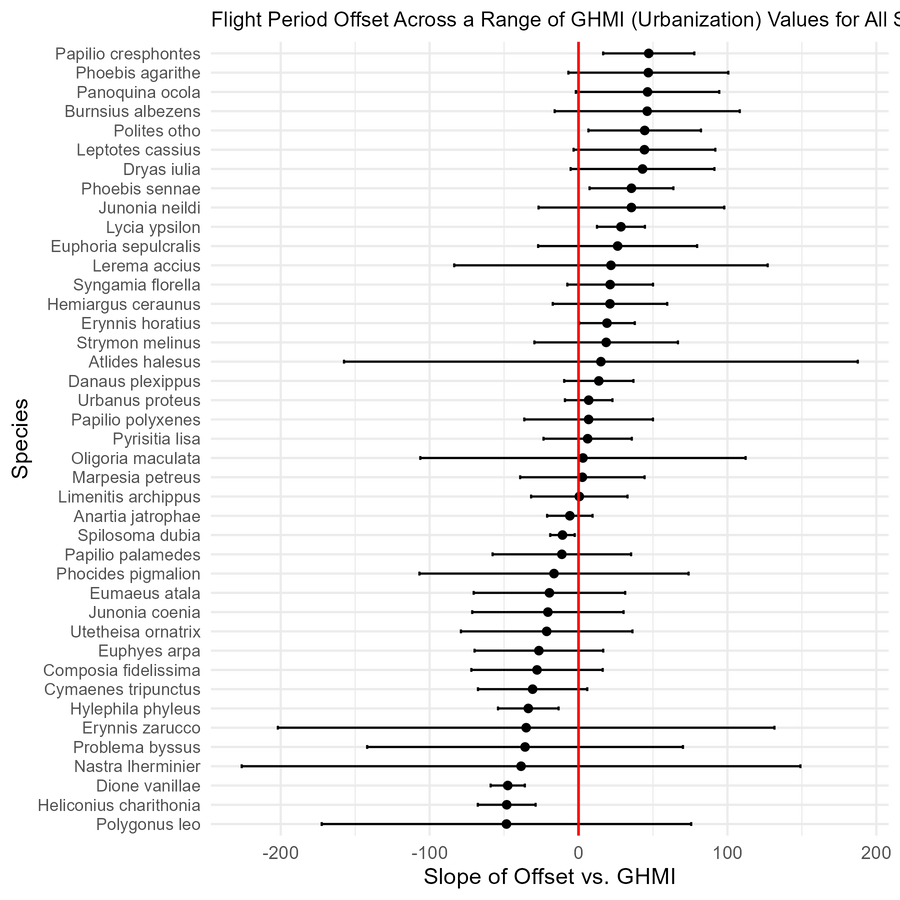 Flight Period Offset Across a Range of GHMI (Urbanization) Values for All S
Papilio cresphontes
Phoebis agarithe
Panoquina ocola
Burnsius albezens
Polites otho
Leptotes cassius
Dryas iulia
Phoebis sennae
Junonia neildi
Lycia ypsilon
Euphoria sepulcralis
Lerema accius
Syngamia florella
Hemiargus ceraunus
Erynnis horatius
Strymon melinus
Atlides halesus
Danaus plexippus
Urbanus proteus
Papilio polyxenes
Pyrisitia lisa
Oligoria maculata
Marpesia petreus
Limenitis archippus
Anartia jatrophae
Spilosoma dubia
Papilio palamedes
Phocides pigmalion
Eumaeus atala
Junonia coenia
Utetheisa ornatrix
Euphyes arpa
Composia fidelissima
Cymaenes tripunctus
Hylephila phyleus
Erynnis zarucco
Problema byssus
Nastra lherminier
Dione vanillae
Heliconius charithonia
Polygonus leo
Species
-200 -100 0 100 200
Slope of Offset vs. GHMI